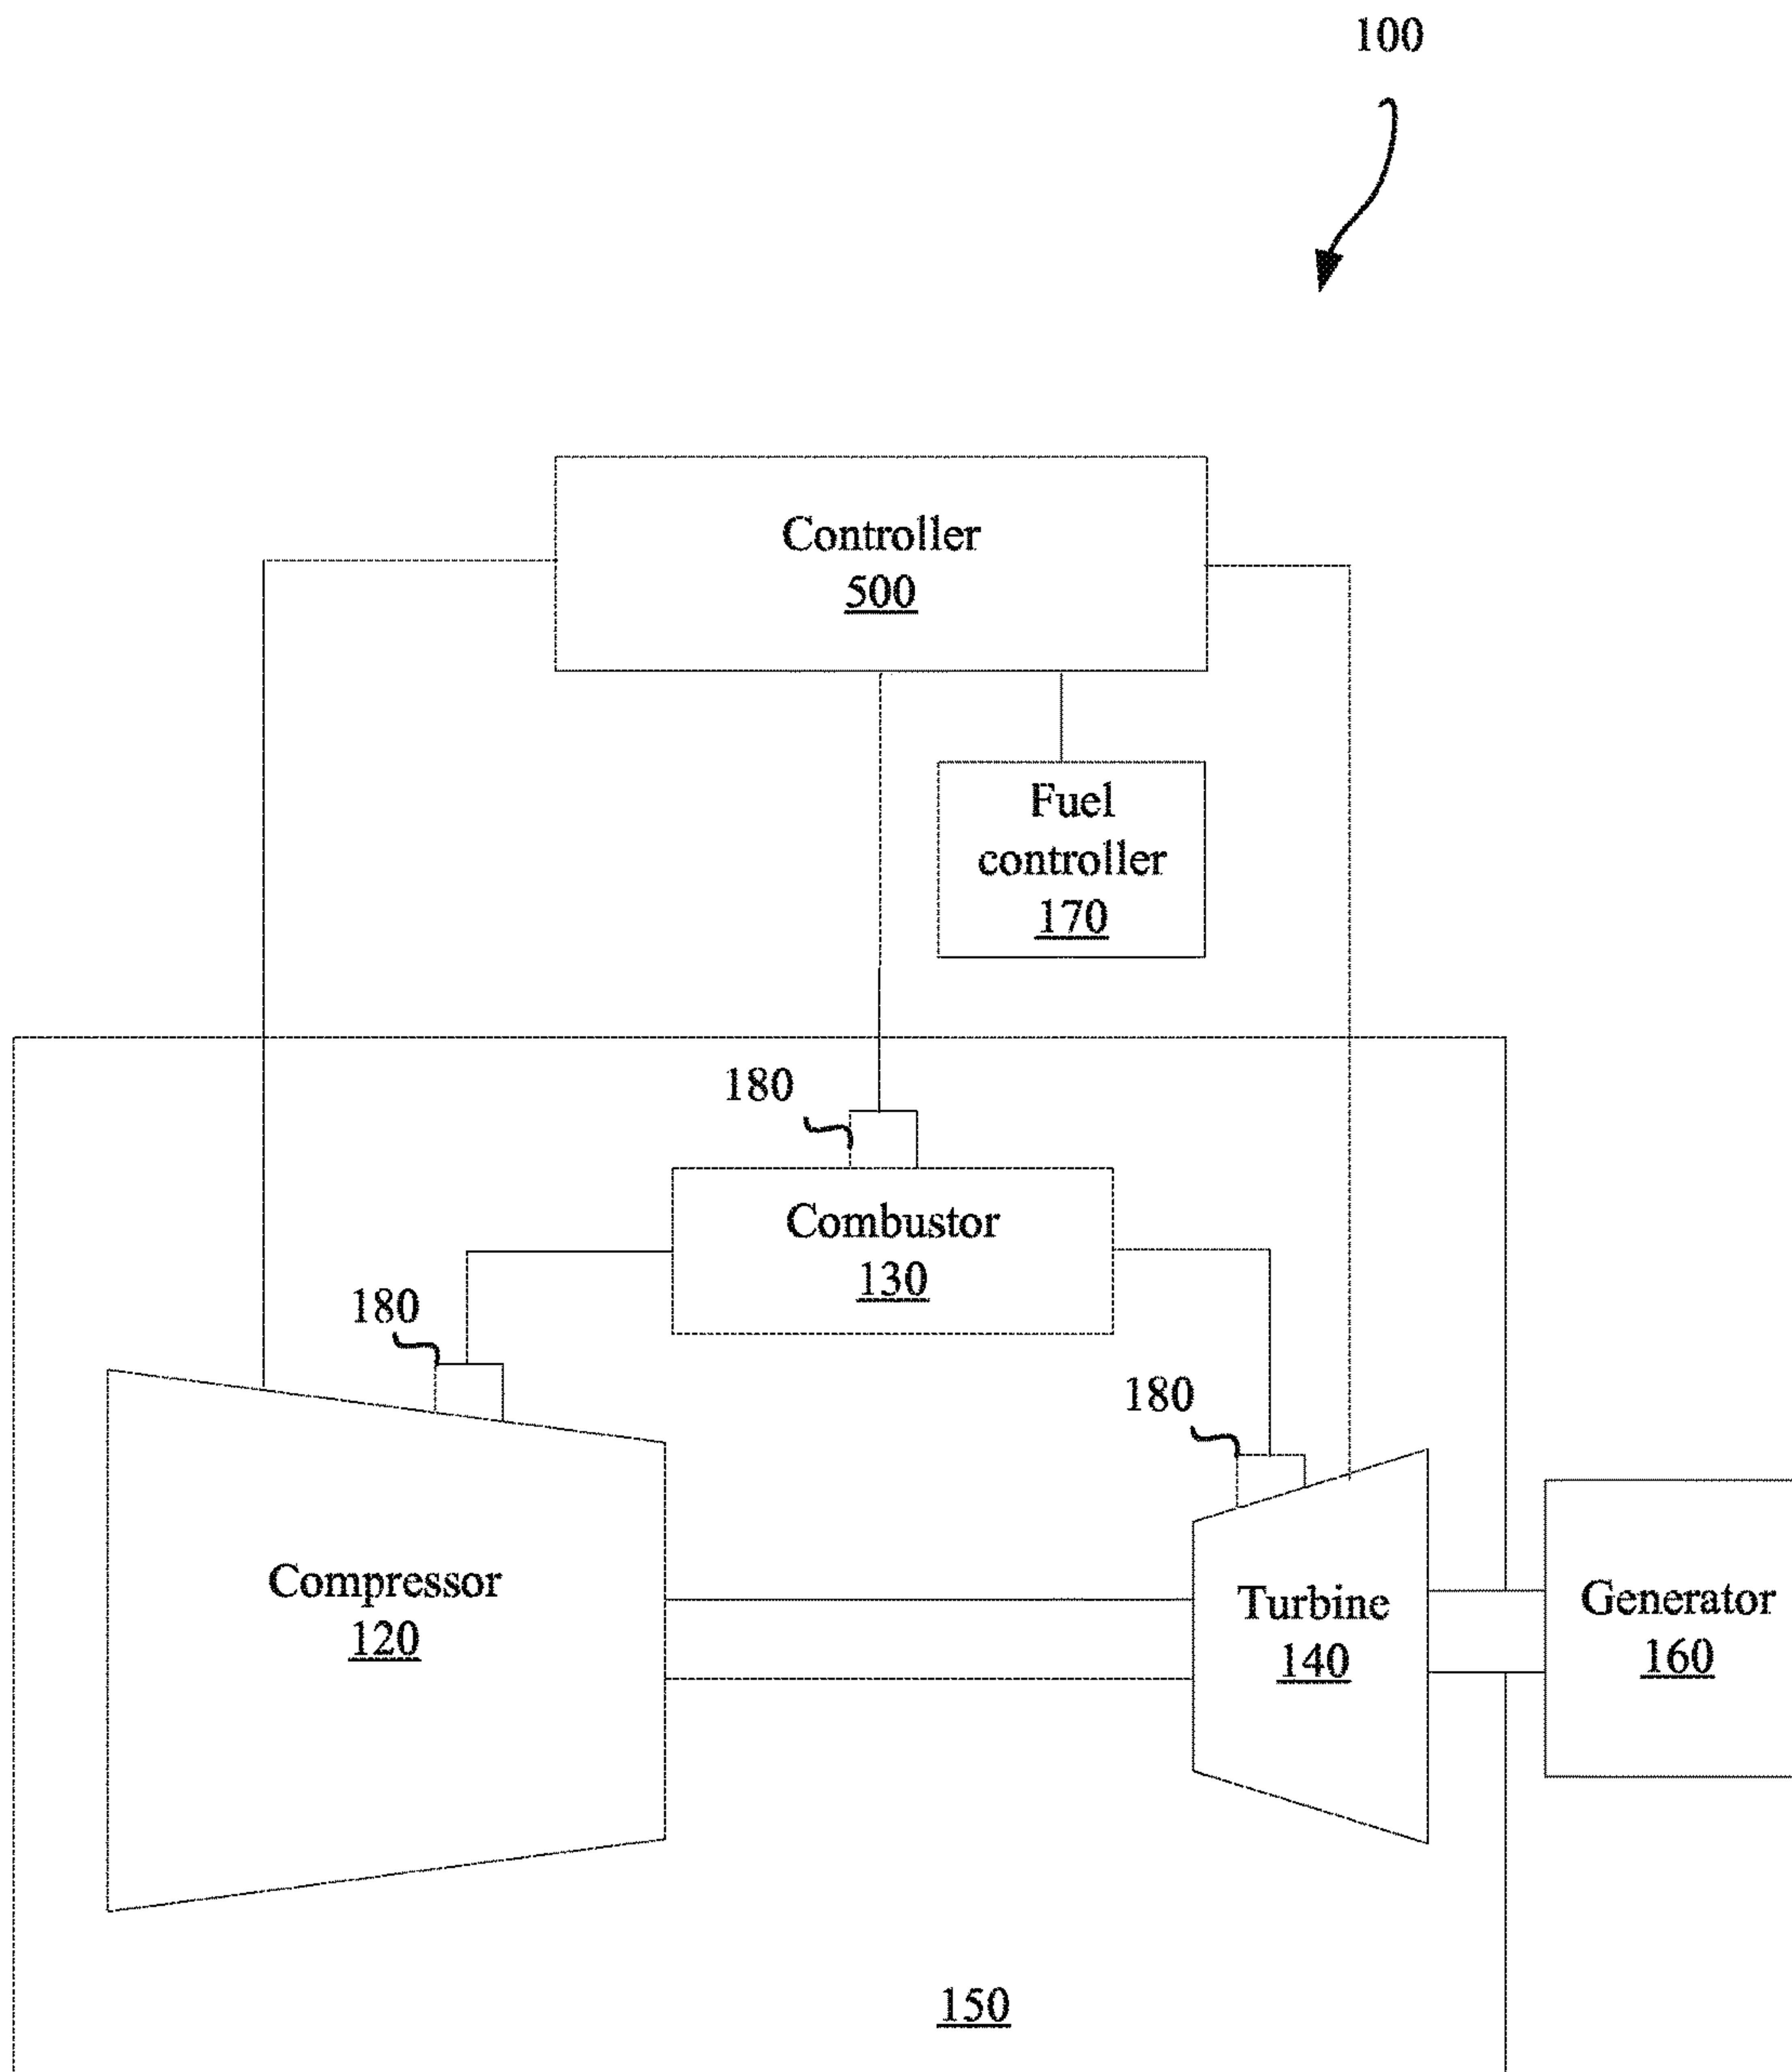 100
Controller
500
Fuel
controller
170
180
Combustor
130
180
180
Compressor
120
Turbine
140
Generator
160
150